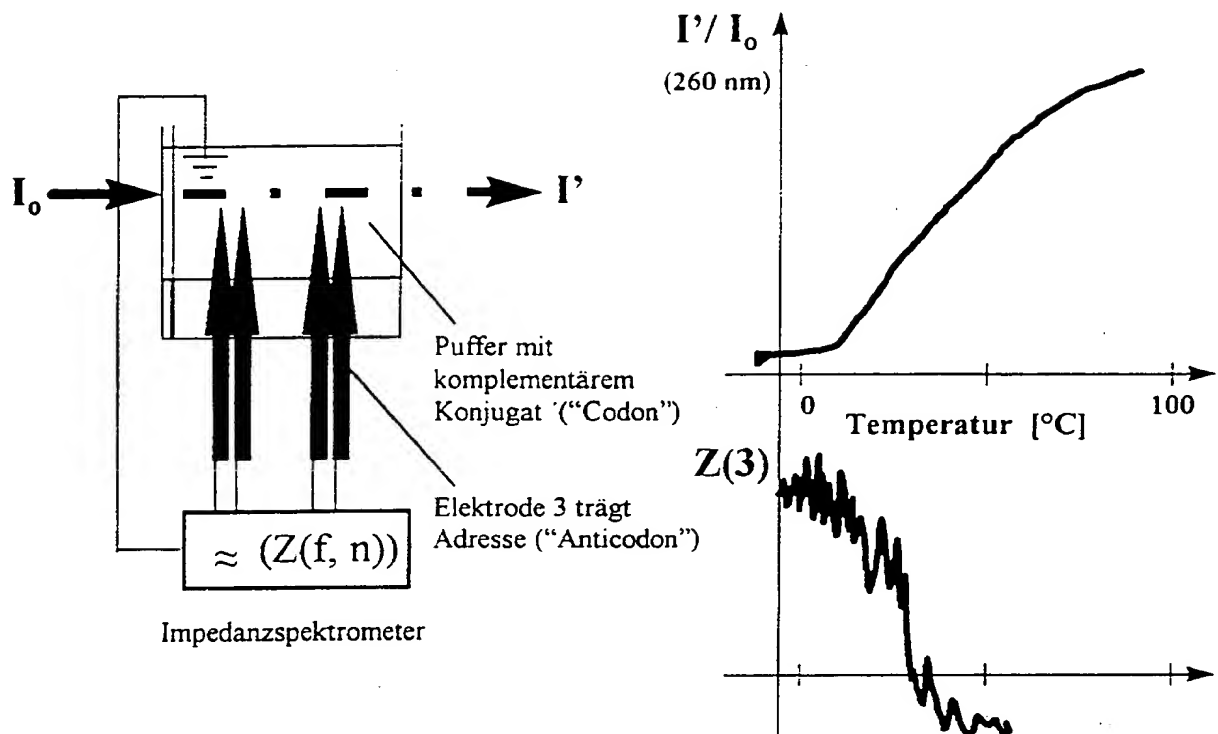 I₀
I'
Puffer mit
komplementärem
Konjugat ("Codon")
Elektrode 3 trägt
Adresse ("Anticodon")
≈ (Z(f, n))
Impedanzspektrometer
I'/ I₀
(260 nm)
0
100
Temperatur [°C]
Z(3)